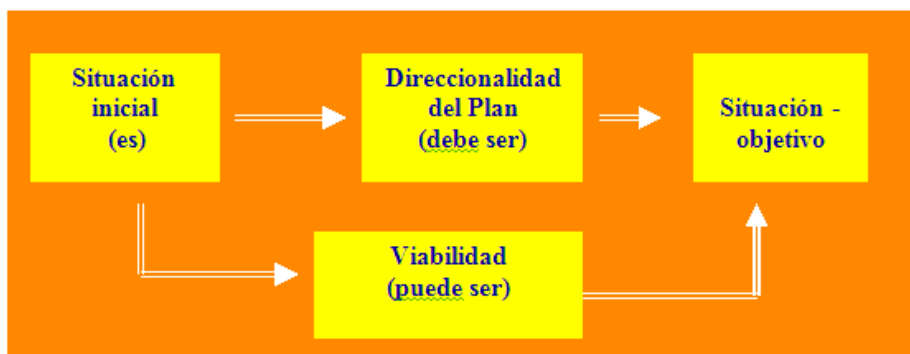 Situación
inicial
(es)
Direccionalidad
del Plan
(debe ser)
Situación -
objetivo
Viabilidad
(puede ser)